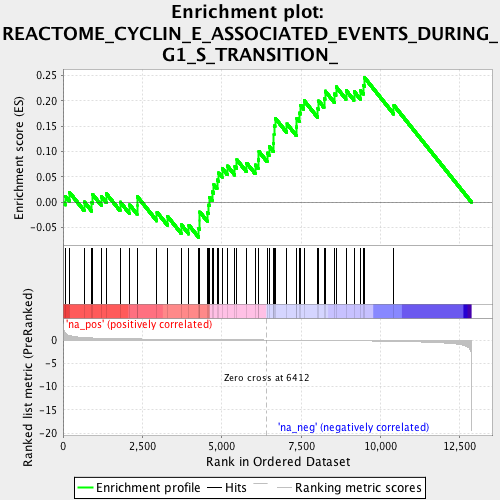 Enrichment plot:
REACTOME_CYCLIN_E_ASSOCIATED_EVENTS_DURING_
G1_S_TRANSITION_
Enrichment score (ES)
0.25
0.20
0.15
0.10
0.05
0.00
-0.05
'na_pos' (positively correlated)
Ranked list metric (PreRanked)
0
-5
-10
-15
-20
Zero cross at 6412
'na_neg' (negatively correlated)
0
2,500
5,000
7,500
10,000
12,500
Rank in Ordered Dataset
Enrichment profile
Hits
Ranking metric scores